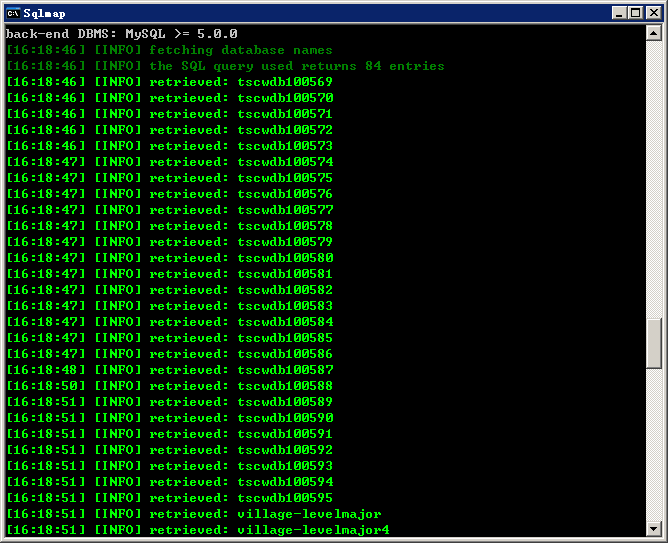 Sqlmap
back-end DBMS: MySQL >= 5.0.0
[16:18:46] [INFO] fetching database names
[16:18:46] [INFO] the SQL query used returns 84 entries
[16:18:46] [INFO] retrieved: tscwdb100569
[16:18:46] [INFO] retrieved: tscwdb100570
[16:18:46] [INFO] retrieved: tscwdb100571
[16:18:46] [INFO] retrieved: tscwdb100572
[16:18:46] [INFO] retrieved: tscwdb100573
[16:18:47] [INFO] retrieved: tscwdb100574
[16:18:47] [INFO] retrieved: tscwdb100575
[16:18:47] [INFO] retrieved: tscwdb100576
[16:18:47] [INFO] retrieved: tscwdb100577
[16:18:47] [INFO] retrieved: tscwdb100578
[16:18:47] [INFO] retrieved: tscwdb100579
[16:18:47] [INFO] retrieved: tscwdb100580
[16:18:47] [INFO] retrieved: tscwdb100581
[16:18:47] [INFO] retrieved: tscwdb100582
[16:18:47] [INFO] retrieved: tscwdb100583
[16:18:47] [INFO] retrieved: tscwdb100584
[16:18:47] [INFO] retrieved: tscwdb100585
[16:18:47] [INFO] retrieved: tscwdb100586
[16:18:48] [INFO] retrieved: tscwdb100587
[16:18:50] [INFO] retrieved: tscwdb100588
[16:18:51] [INFO] retrieved: tscwdb100589
[16:18:51] [INFO] retrieved: tscwdb100590
[16:18:51] [INFO] retrieved: tscwdb100591
[16:18:51] [INFO] retrieved: tscwdb100592
[16:18:51] [INFO] retrieved: tscwdb100593
[16:18:51] [INFO] retrieved: tscwdb100594
[16:18:51] [INFO] retrieved: tscwdb100595
[16:18:51] [INFO] retrieved: village-levelmajor
[16:18:51] [INFO] retrieved: village-levelmajor4